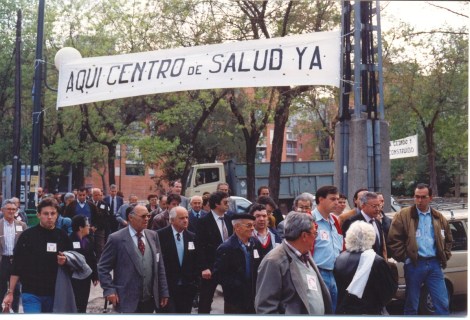 AQUI CENTRO DE SALUD YA